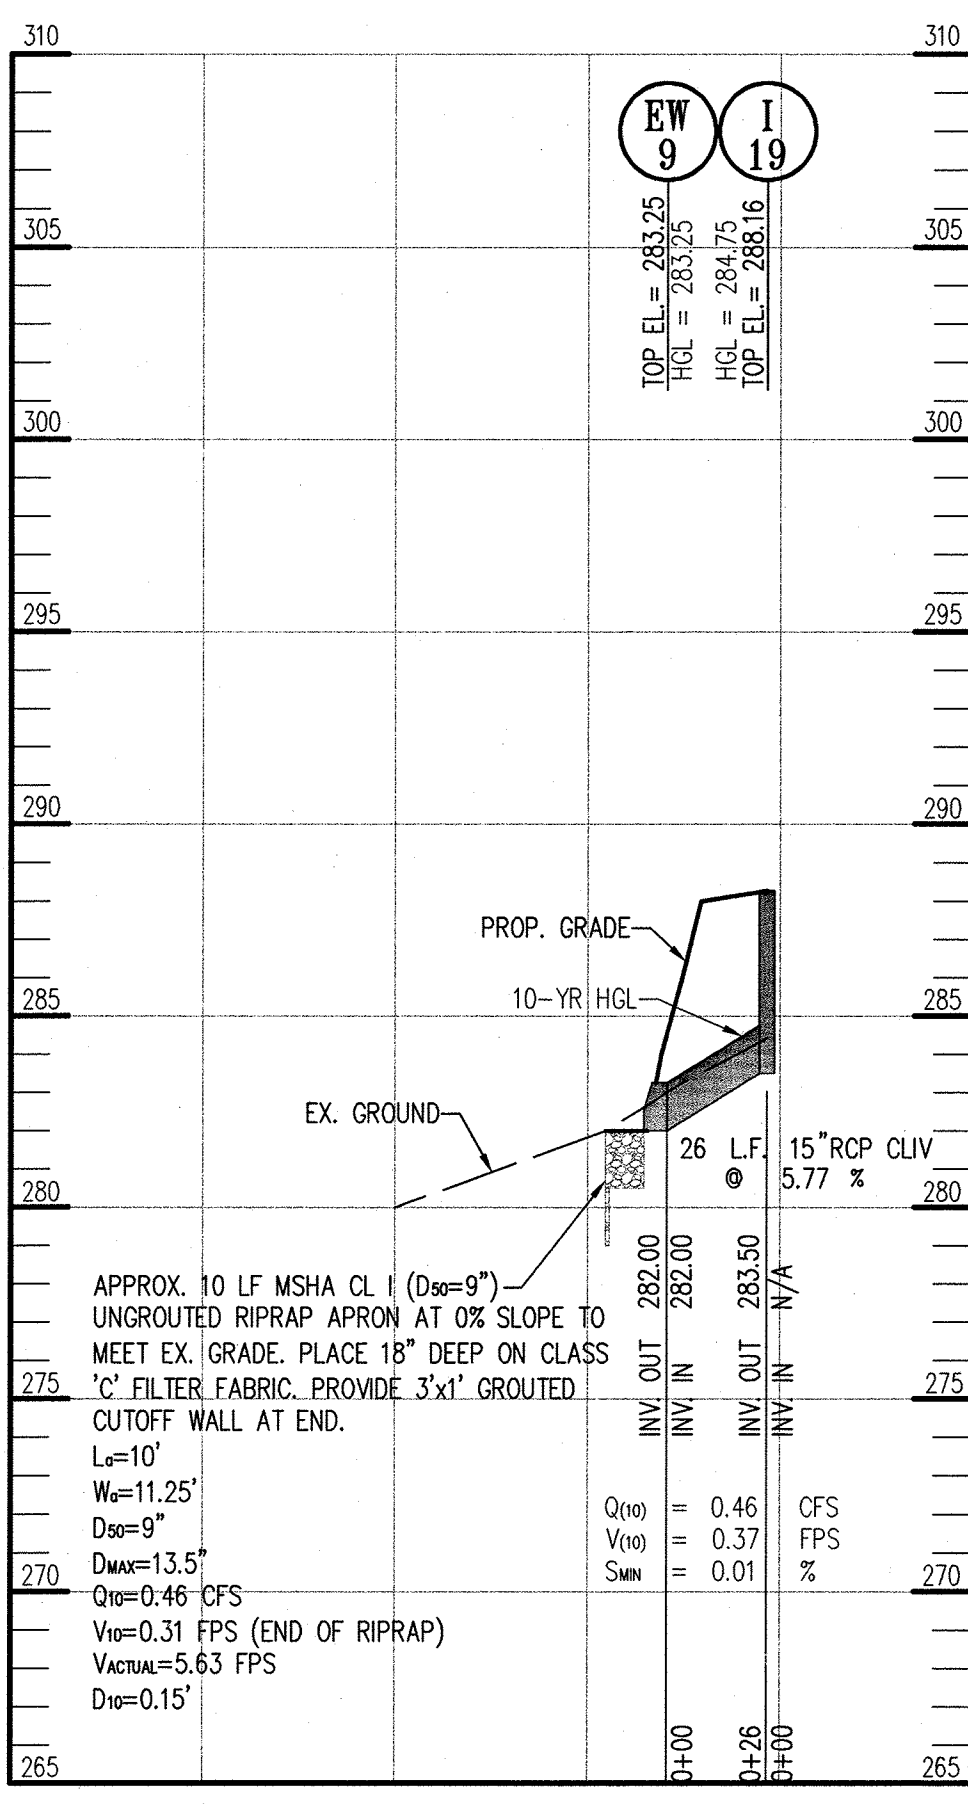 310
310
EW
9
I
19
TOP EL.= 283.25
HGL = 283.25
HGL = 284.75
TOP EL.= 288.16
305
305
300
300
295
295
290
290
PROP. GRADE
10-YR HGL
285
285
EX. GROUND
26 L.F. 15"RCP CLIV
@ 5.77 %
280
280
INV. OUT 282.00
INV. IN 282.00
INV. OUT 283.50
INV. IN N/A
APPROX. 10 LF MSHA CL I (D50=9")
UNGROUTED RIPRAP APRON AT 0% SLOPE TO
MEET EX. GRADE. PLACE 18" DEEP ON CLASS
'C' FILTER FABRIC. PROVIDE 3'x1' GROUTED
CUTOFF WALL AT END.
275
275
La=10'
Wa=11.25'
D50=9"
DMAX=13.5"
Q10=0.46 CFS
V10=0.31 FPS (END OF RIPRAP)
VACTUAL=5.63 FPS
D10=0.15'
Q(10) = 0.46 CFS
V(10) = 0.37 FPS
SMIN = 0.01 %
270
270
0+00
0+26
0+00
265
265